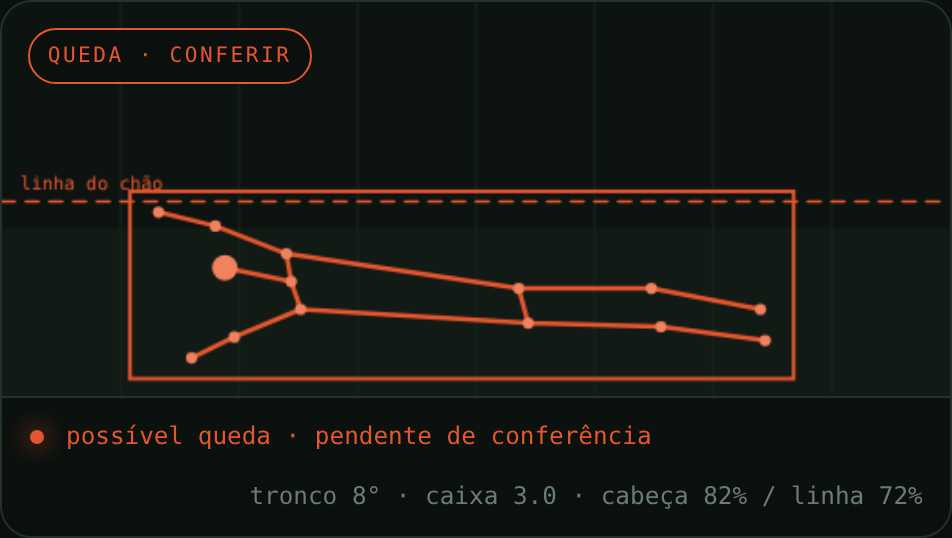 QUEDA · CONFERIR
linha do chão
possível queda · pendente de conferência
tronco 8° · caixa 3.0 · cabeça 82% / linha 72%